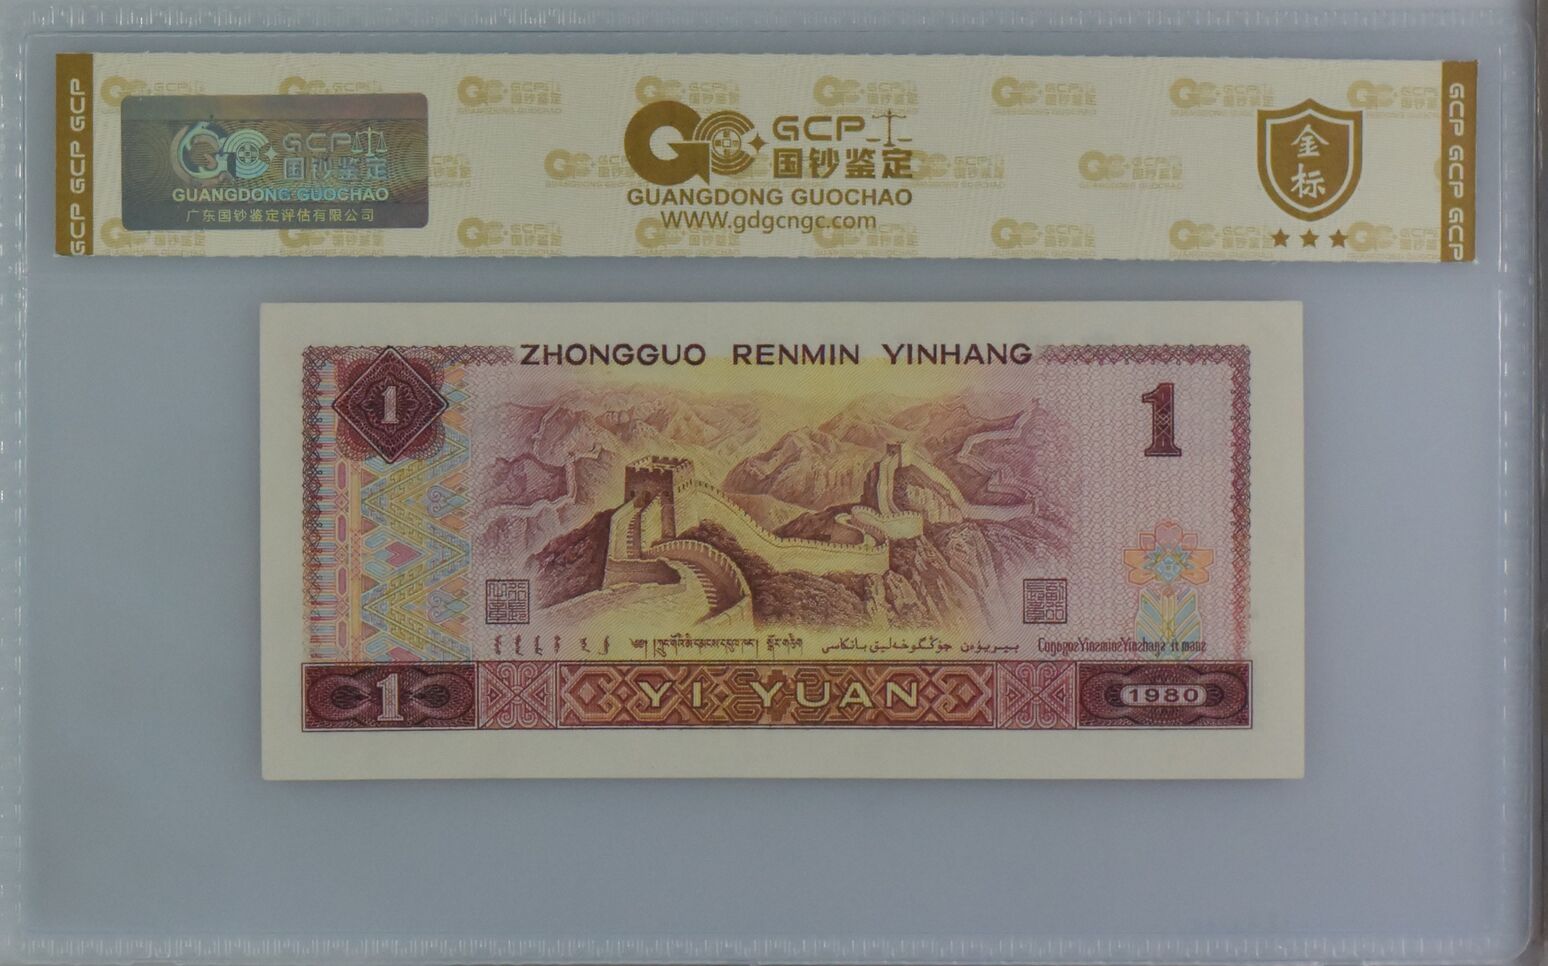 GCP GCP GCP
GCP
国钞鉴定
GUANGDONG GUOCHAO
广东国钞鉴定评估有限公司
GCP
国钞鉴定
GUANGDONG GUOCHAO
WWW.gdgcngc.com
金标
GCP GCP GCP
ZHONGGUO RENMIN YINHANG
1
1
1 YI YUAN 1980